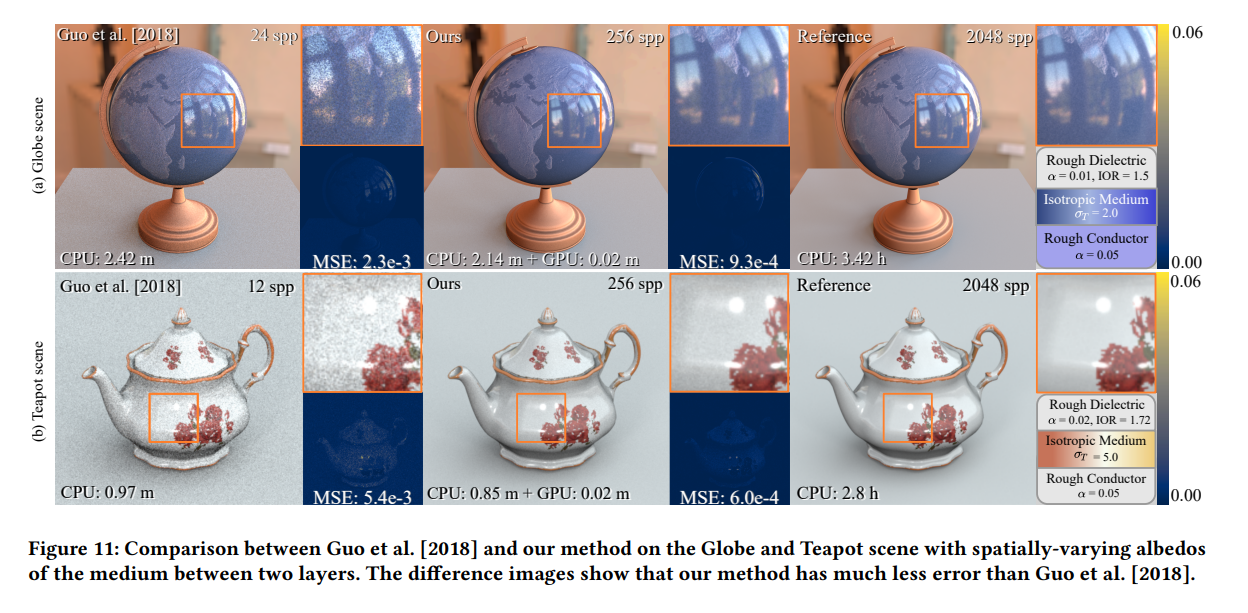 Guo et al. [2018]
24 spp
Ours
256 spp
Reference
2048 spp
0.06
(a) Globe scene
Rough Dielectric
α = 0.01, IOR = 1.5
Isotropic Medium
σT = 2.0
Rough Conductor
α = 0.05
CPU: 2.42 m
MSE: 2.3e-3
CPU: 2.14 m + GPU: 0.02 m
MSE: 9.3e-4
CPU: 3.42 h
0.00
Guo et al. [2018]
12 spp
Ours
256 spp
Reference
2048 spp
0.06
(b) Teapot scene
Rough Dielectric
α = 0.02, IOR = 1.72
Isotropic Medium
σT = 5.0
Rough Conductor
α = 0.05
CPU: 0.97 m
MSE: 5.4e-3
CPU: 0.85 m + GPU: 0.02 m
MSE: 6.0e-4
CPU: 2.8 h
0.00
Figure 11: Comparison between Guo et al. [2018] and our method on the Globe and Teapot scene with spatially-varying albedos
of the medium between two layers. The difference images show that our method has much less error than Guo et al. [2018].